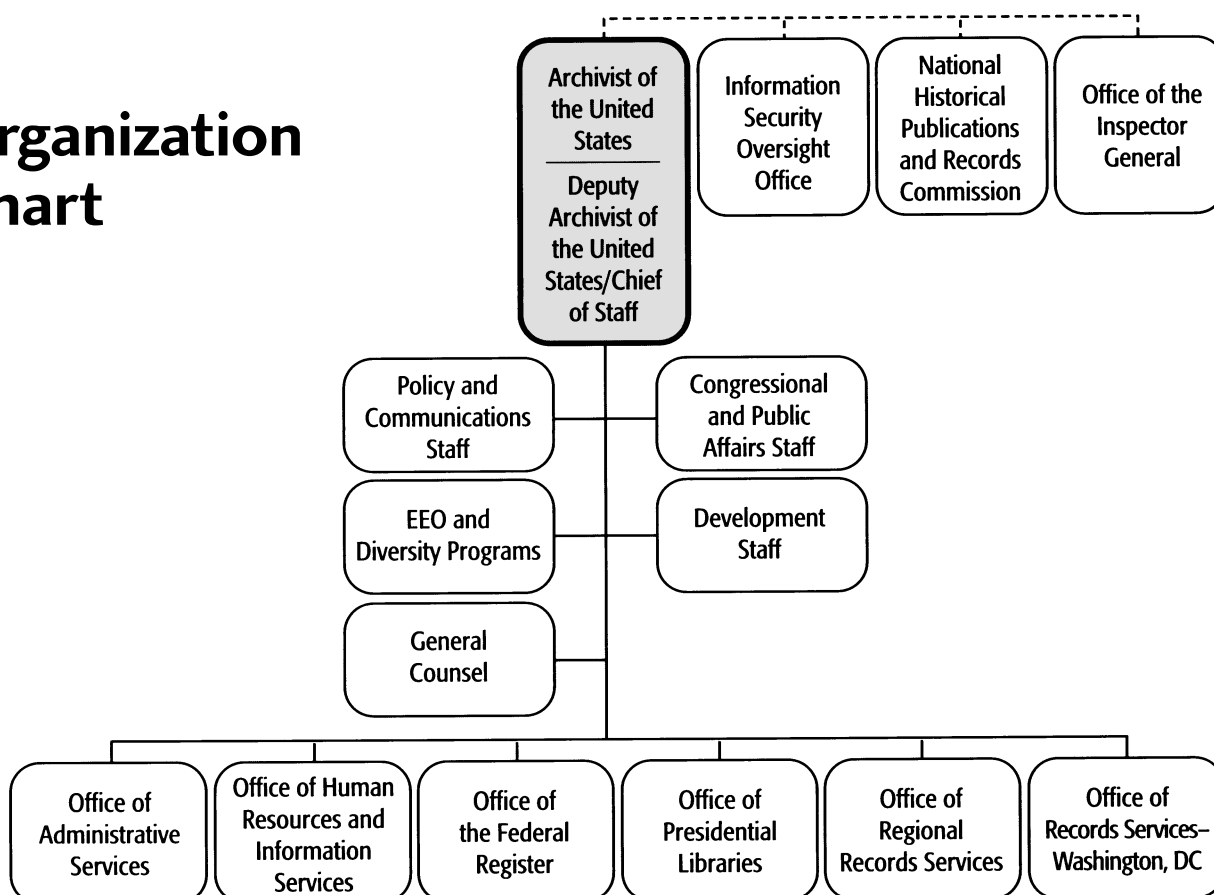 rganization
hart
Archivist of
the United
States
Deputy
Archivist of
the United
States/Chief
of Staff
Information
Security
Oversight
Office
National
Historical
Publications
and Records
Commission
Office of the
Inspector
General
Policy and
Communications
Staff
Congressional
and Public
Affairs Staff
EEO and
Diversity Programs
Development
Staff
General
Counsel
Office of
Administrative
Services
Office of Human
Resources and
Information
Services
Office of
the Federal
Register
Office of
Presidential
Libraries
Office of
Regional
Records Services
Office of
Records Services–
Washington, DC